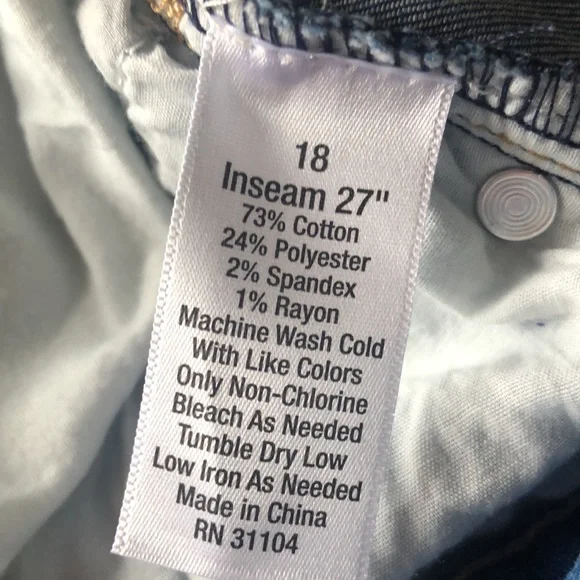 18
Inseam 27"
73% Cotton
24% Polyester
2% Spandex
1% Rayon
Machine Wash Cold
With Like Colors
Only Non-Chlorine
Bleach As Needed
Tumble Dry Low
Low Iron As Needed
Made in China
RN 31104